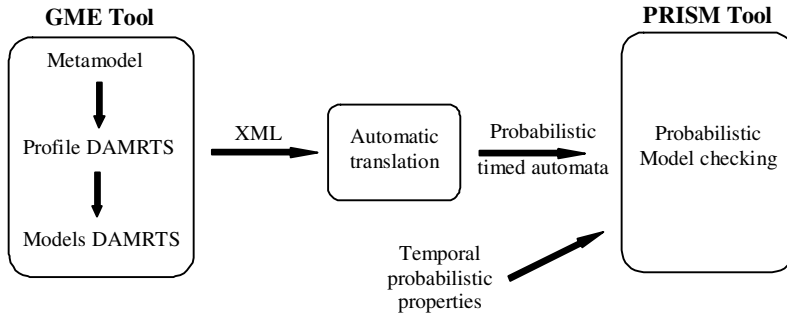 GME Tool
PRISM Tool
Metamodel
Profile DAMRTS
Models DAMRTS
XML
Automatic
translation
Probabilistic
timed automata
Temporal
probabilistic
properties
Probabilistic
Model checking